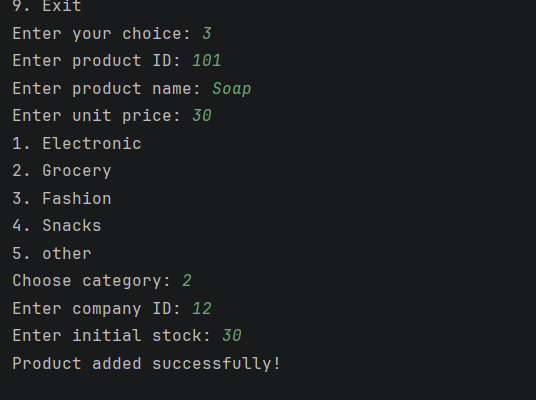 9. Exit
Enter your choice: 3
Enter product ID: 101
Enter product name: Soap
Enter unit price: 30
1. Electronic
2. Grocery
3. Fashion
4. Snacks
5. other
Choose category: 2
Enter company ID: 12
Enter initial stock: 30
Product added successfully!